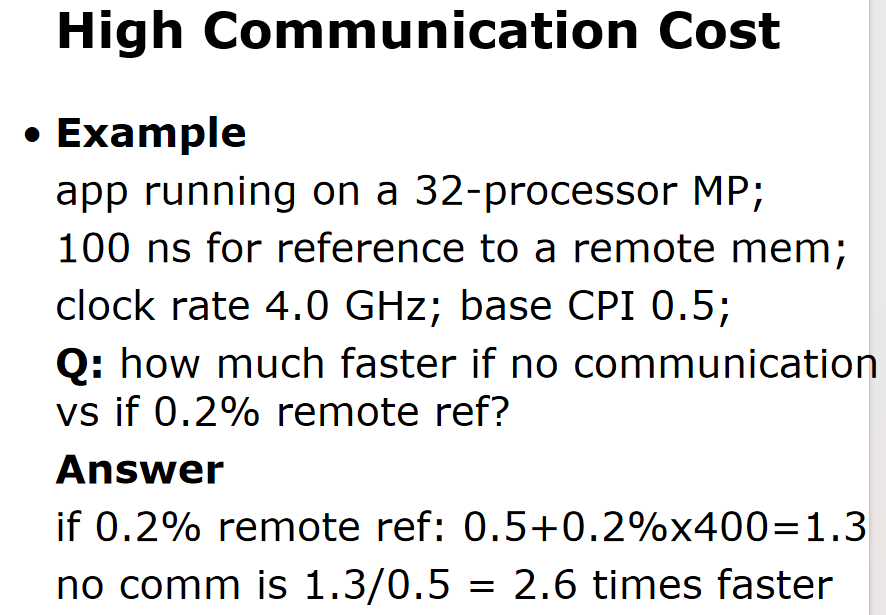 High Communication Cost
• Example
app running on a 32-processor MP;
100 ns for reference to a remote mem;
clock rate 4.0 GHz; base CPI 0.5;
Q: how much faster if no communication
vs if 0.2% remote ref?
Answer
if 0.2% remote ref: 0.5+0.2%x400=1.3
no comm is 1.3/0.5 = 2.6 times faster